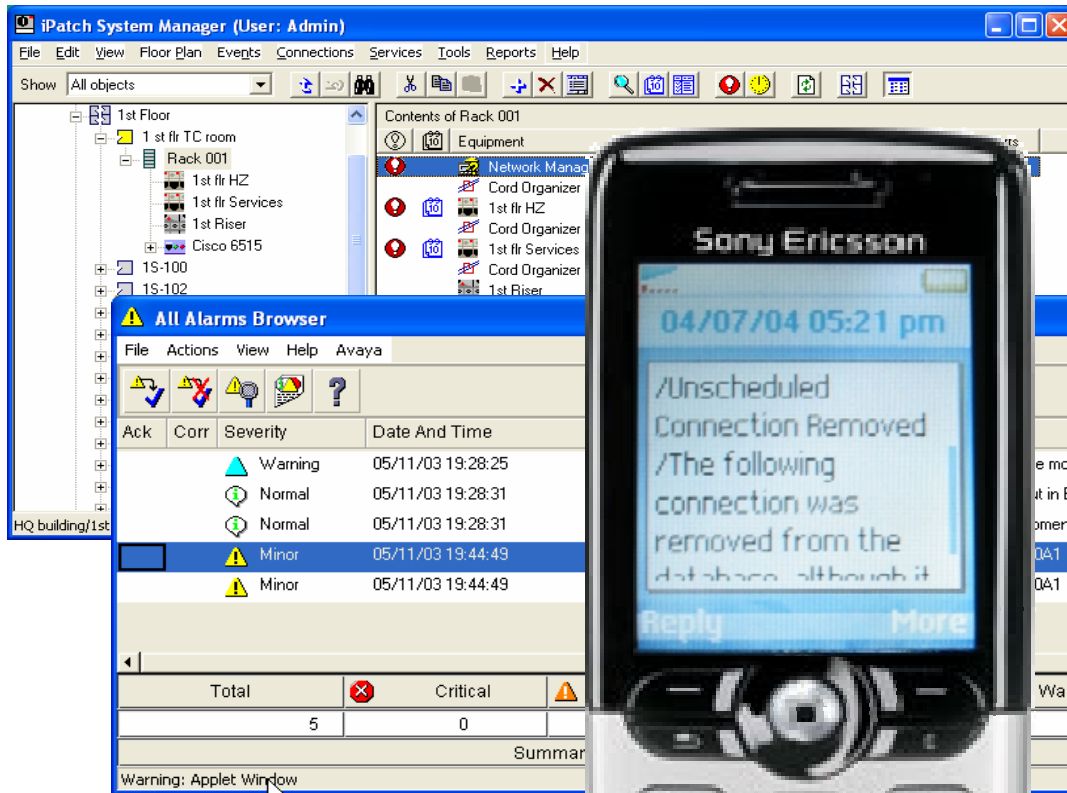 iPatch System Manager (User: Admin)
File Edit View Floor Plan Events Connections Services Tools Reports Help
Show All objects
1st Floor
1 st flr TC room
Rack 001
1st flr HZ
1st flr Services
1st Riser
Cisco 6515
1S-100
1S-102
HQ building/1st
Contents of Rack 001
Equipment
Network Manag
Cord Organizer
1st flr HZ
Cord Organizer
1st flr Services
Cord Organizer
1st Riser
All Alarms Browser
File Actions View Help Avaya
Ack Corr Severity Date And Time
Warning 05/11/03 19:28:25
Normal 05/11/03 19:28:31
Normal 05/11/03 19:28:31
Minor 05/11/03 19:44:49 0A1
Minor 05/11/03 19:44:49 0A1
Total Critical Wa
5 0
Summar
Warning: Applet Window
Sony Ericsson
04/07/04 05:21 pm
/Unscheduled
Connection Removed
/The following
connection was
removed from the
database, although it
Reply More